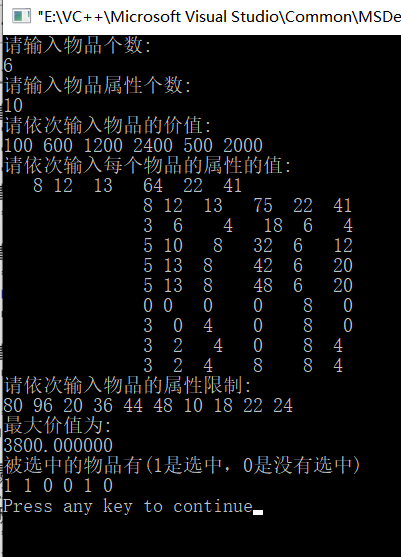 "E:\VC++\Microsoft Visual Studio\Common\MSDe
请输入物品个数:
6
请输入物品属性个数:
10
请依次输入物品的价值:
100 600 1200 2400 500 2000
请依次输入每个物品的属性的值:
8 12 13 64 22 41
8 12 13 75 22 41
3 6 4 18 6 4
5 10 8 32 6 12
5 13 8 42 6 20
5 13 8 48 6 20
0 0 0 0 8 0
3 0 4 0 8 0
3 2 4 0 8 4
3 2 4 8 8 4
请依次输入物品的属性限制:
80 96 20 36 44 48 10 18 22 24
最大价值为:
3800.000000
被选中的物品有(1是选中，0是没有选中)
1 1 0 0 1 0
Press any key to continue